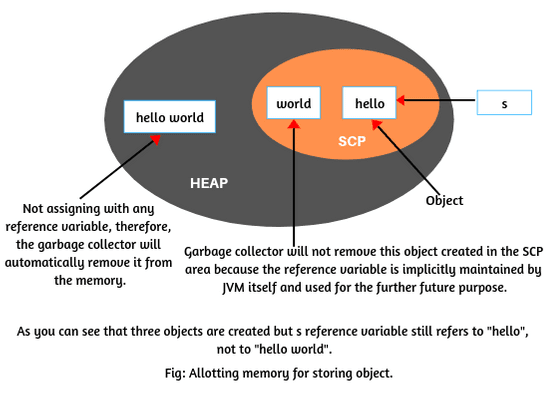 hello world
world
hello
s
SCP
HEAP
Object
Not assigning with any
reference variable, therefore,
the garbage collector will
automatically remove it from
the memory.
Garbage collector will not remove this object created in the SCP
area because the reference variable is implicitly maintained by
JVM itself and used for the further future purpose.
As you can see that three objects are created but s reference variable still refers to "hello",
not to "hello world".
Fig: Allotting memory for storing object.